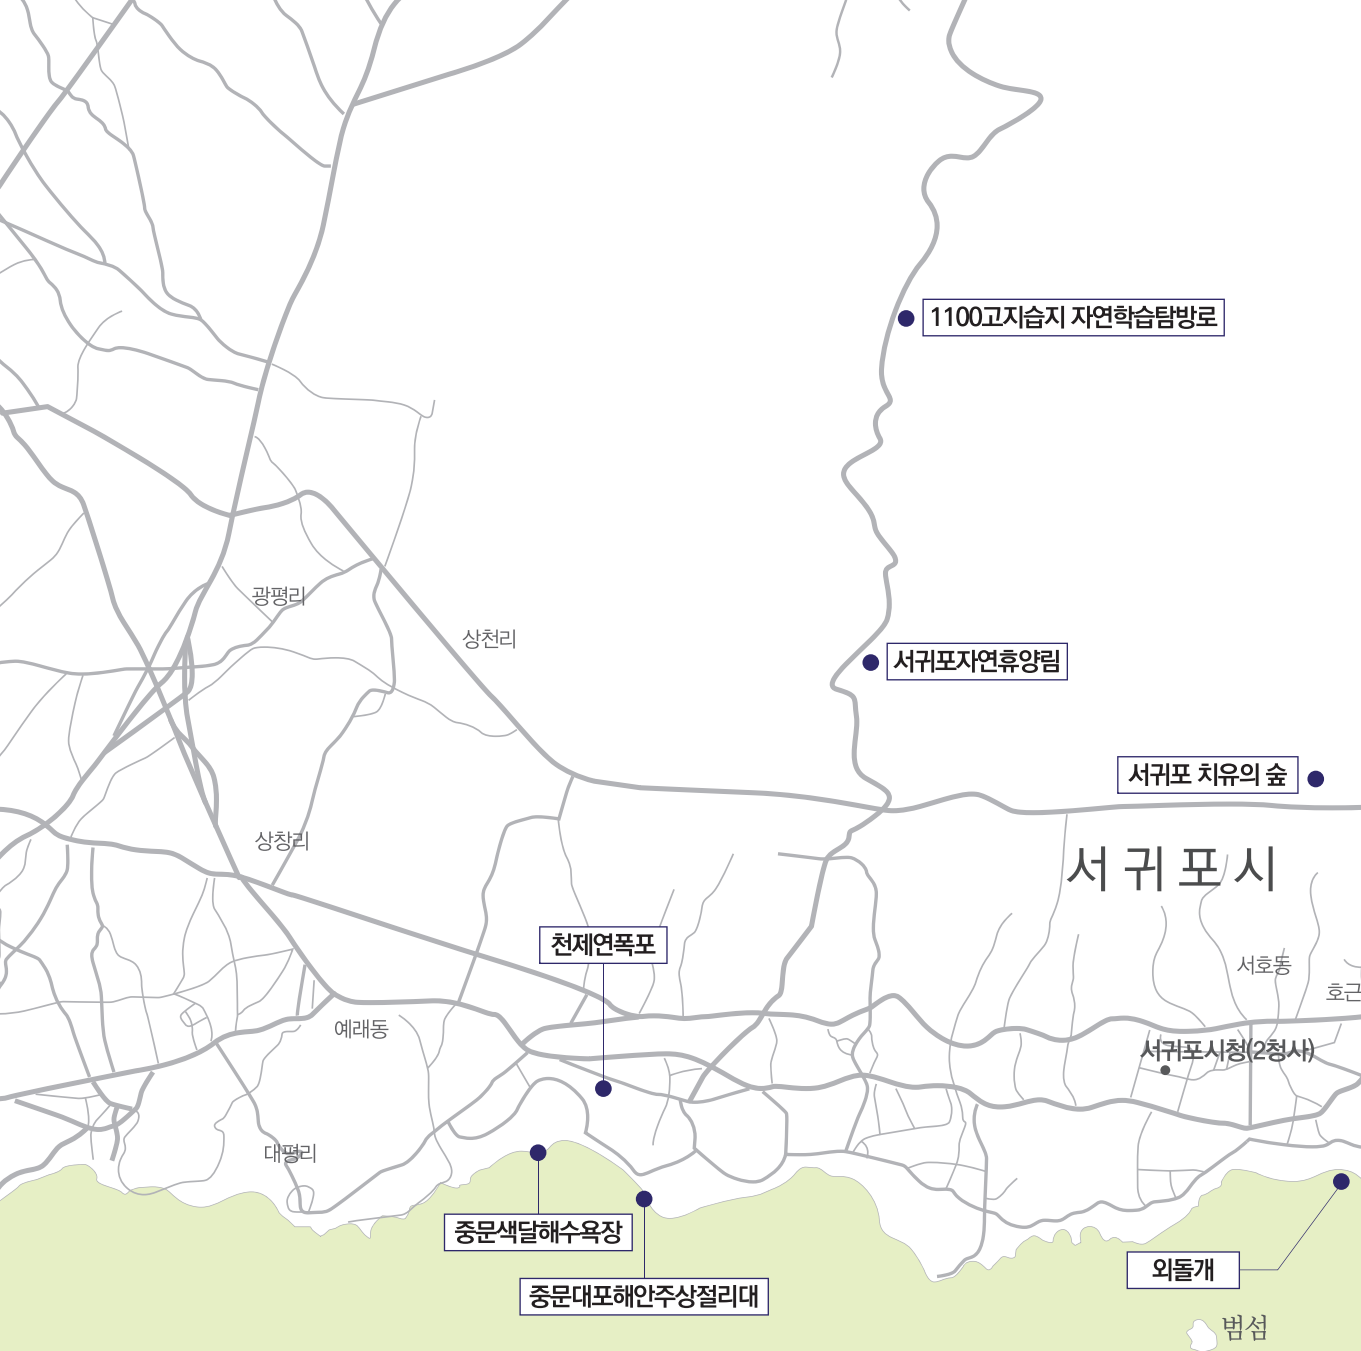 1100고지습지 자연학습탐방로
광평리
상천리
서귀포자연휴양림
서귀포 치유의 숲
상창리
서귀포시
천제연폭포
서호동
호근
예래동
서귀포시청(2청사)
대평리
중문색달해수욕장
외돌개
중문대포해안주상절리대
범섬